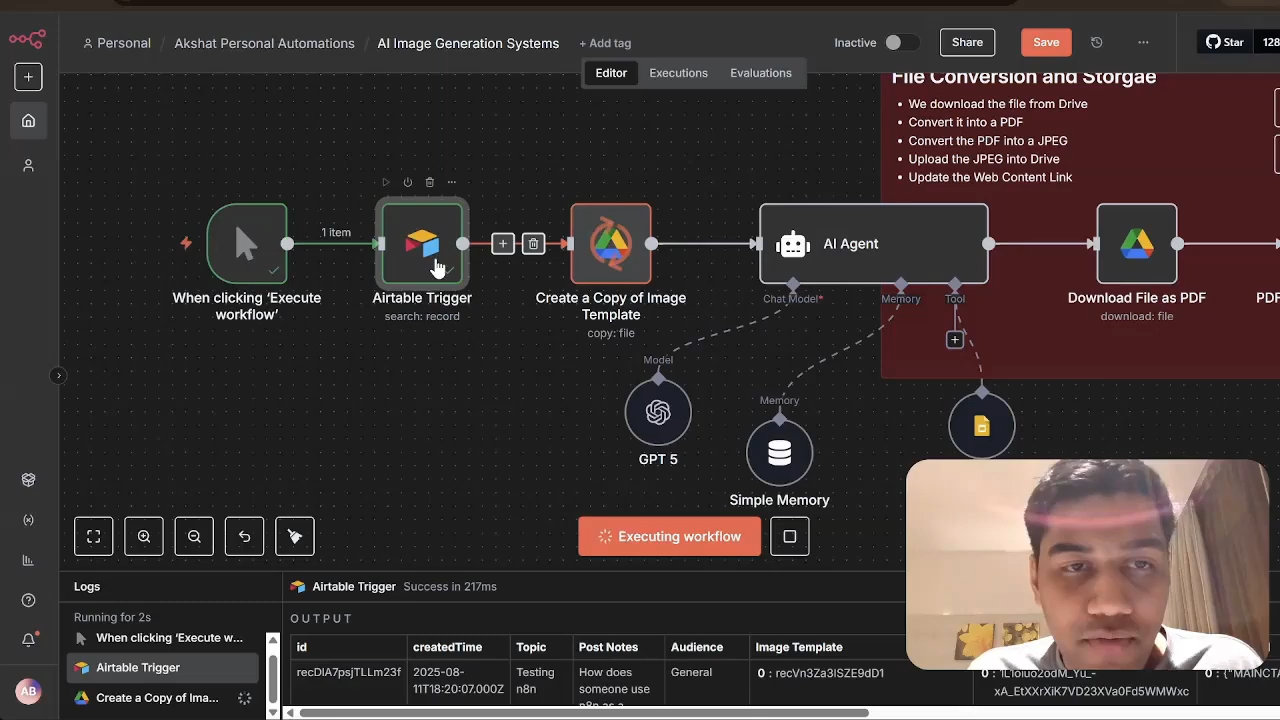 Personal
Akshat Personal Automations
AI Image Generation Systems
+ Add tag
Inactive
Share
Save
Star
128
Editor
Executions
Evaluations
File Conversion and Storgae
• We download the file from Drive
• Convert it into a PDF
• Convert the PDF into a JPEG
• Upload the JPEG into Drive
• Update the Web Content Link
1 item
AI Agent
When clicking ‘Execute
workflow’
Airtable Trigger
search: record
Create a Copy of Image
Template
copy: file
Chat Model*
Memory
Tool
Download File as PDF
download: file
PDF
Model
GPT 5
Memory
Simple Memory
Executing workflow
Logs
Running for 2s
When clicking ‘Execute w...
Airtable Trigger
Create a Copy of Ima...
Airtable Trigger
Success in 217ms
OUTPUT
id
createdTime
Topic
Post Notes
Audience
Image Template
recDIA7psjTLLm23f
2025-08-
11T18:20:07.000Z
Testing
n8n
How does
someone use
n8n as a
General
0 : recVn3Za3lSZE9dD1
xA_EtXXrXiK7VD23XVa0Fd5WMWxc
AB